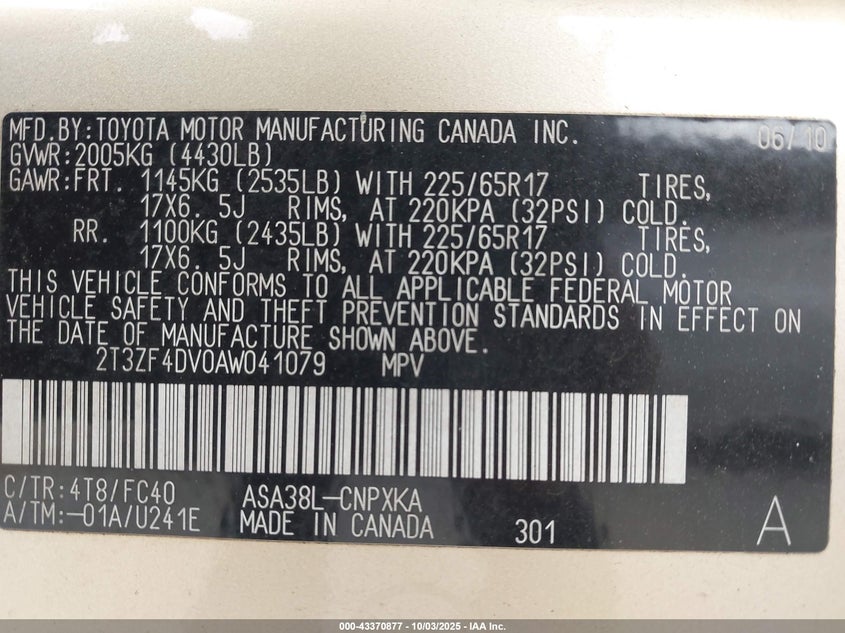 MFD.BY:TOYOTA MOTOR MANUFACTURING CANADA INC. 06/10
GVWR:2005KG (4430LB)
GAWR:FRT. 1145KG (2535LB) WITH 225/65R17 TIRES,
17X6. 5J RIMS, AT 220KPA (32PSI) COLD.
RR. 1100KG (2435LB) WITH 225/65R17 TIRES,
17X6. 5J RIMS, AT 220KPA (32PSI) COLD.
THIS VEHICLE CONFORMS TO ALL APPLICABLE FEDERAL MOTOR
VEHICLE SAFETY AND THEFT PREVENTION STANDARDS IN EFFECT ON
THE DATE OF MANUFACTURE SHOWN ABOVE.
2T3ZF4DV0AW041079 MPV
C/TR:4T8/FC40 ASA38L-CNPXKA
A/TM:-01A/U241E MADE IN CANADA 301 A
000-43370877 - 10/03/2025 - IAA Inc.